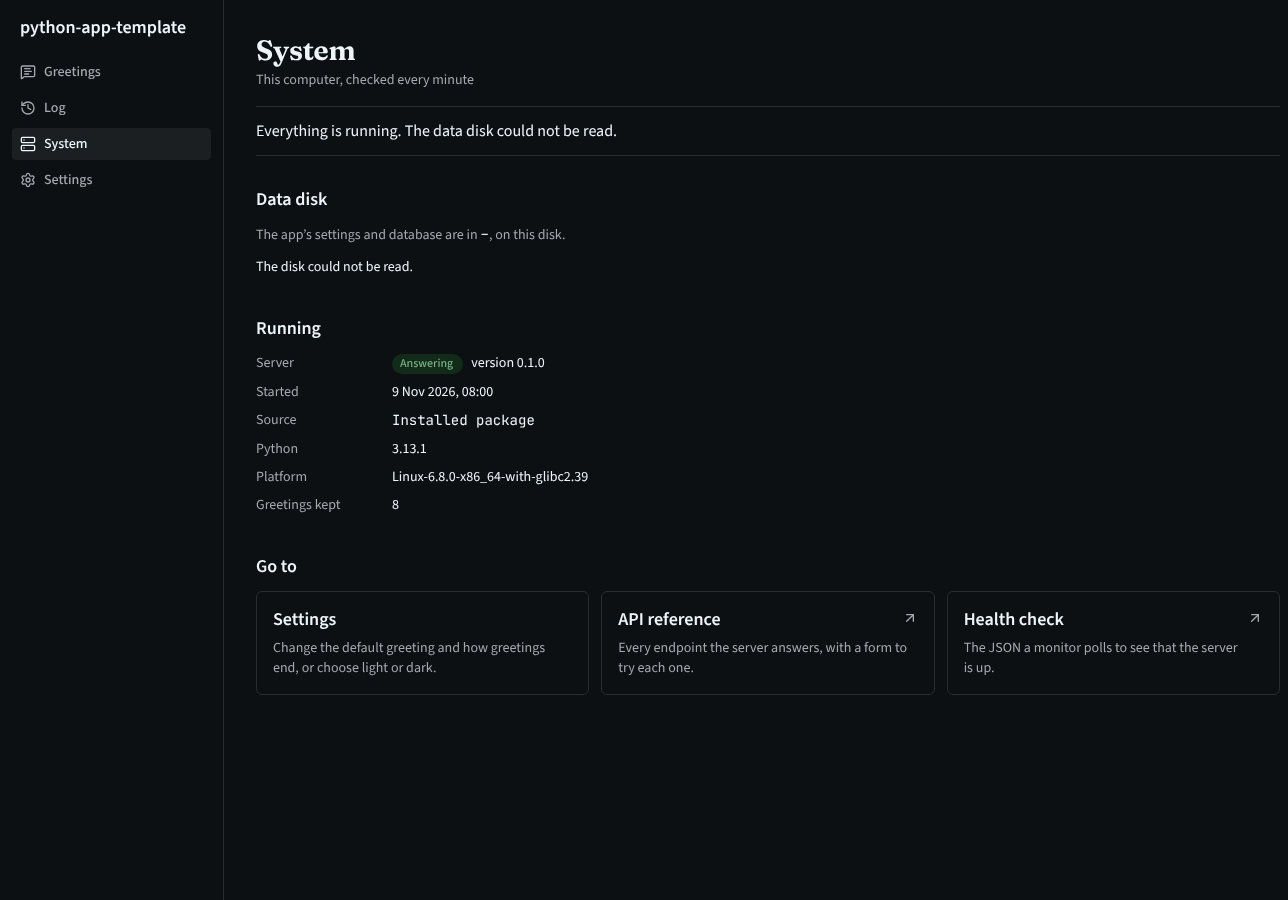 python-app-template
Greetings
Log
System
Settings
System
This computer, checked every minute
Everything is running. The data disk could not be read.
Data disk
The app’s settings and database are in –, on this disk.
The disk could not be read.
Running
Server Answering version 0.1.0
Started 9 Nov 2026, 08:00
Source Installed package
Python 3.13.1
Platform Linux-6.8.0-x86_64-with-glibc2.39
Greetings kept 8
Go to
Settings
Change the default greeting and how greetings
end, or choose light or dark.
API reference
Every endpoint the server answers, with a form to
try each one.
Health check
The JSON a monitor polls to see that the server
is up.